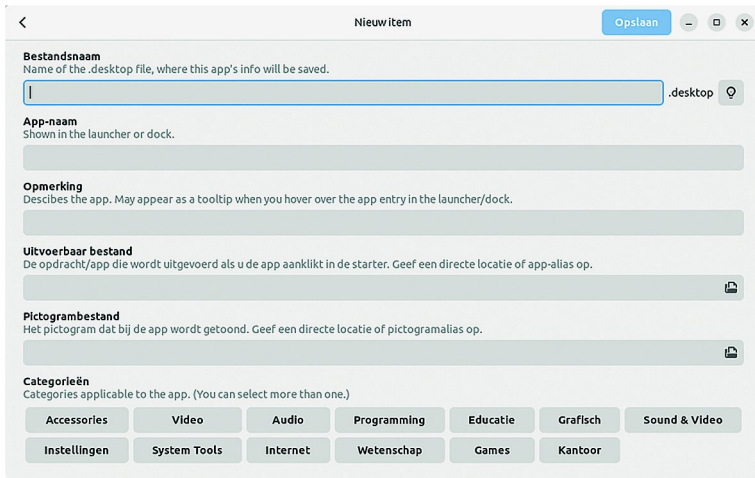 Nieuw item
Opslaan
Bestandsnaam
Name of the .desktop file, where this app's info will be saved.
.desktop
App-naam
Shown in the launcher or dock.
Opmerking
Descibes the app. May appear as a tooltip when you hover over the app entry in the launcher/dock.
Uitvoerbaar bestand
De opdracht/app die wordt uitgevoerd als u de app aanklikt in de starter. Geef een directe locatie of app-alias op.
Pictogrambestand
Het pictogram dat bij de app wordt getoond. Geef een directe locatie of pictogramalias op.
Categorieën
Categories applicable to the app. (You can select more than one.)
Accessories Video Audio Programming Educatie Grafisch Sound & Video
Instellingen System Tools Internet Wetenschap Games Kantoor